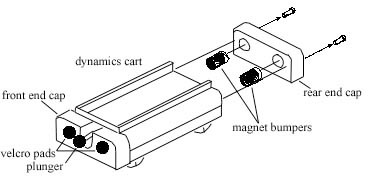 dynamics cart
front end cap
rear end cap
magnet bumpers
velcro pads
plunger